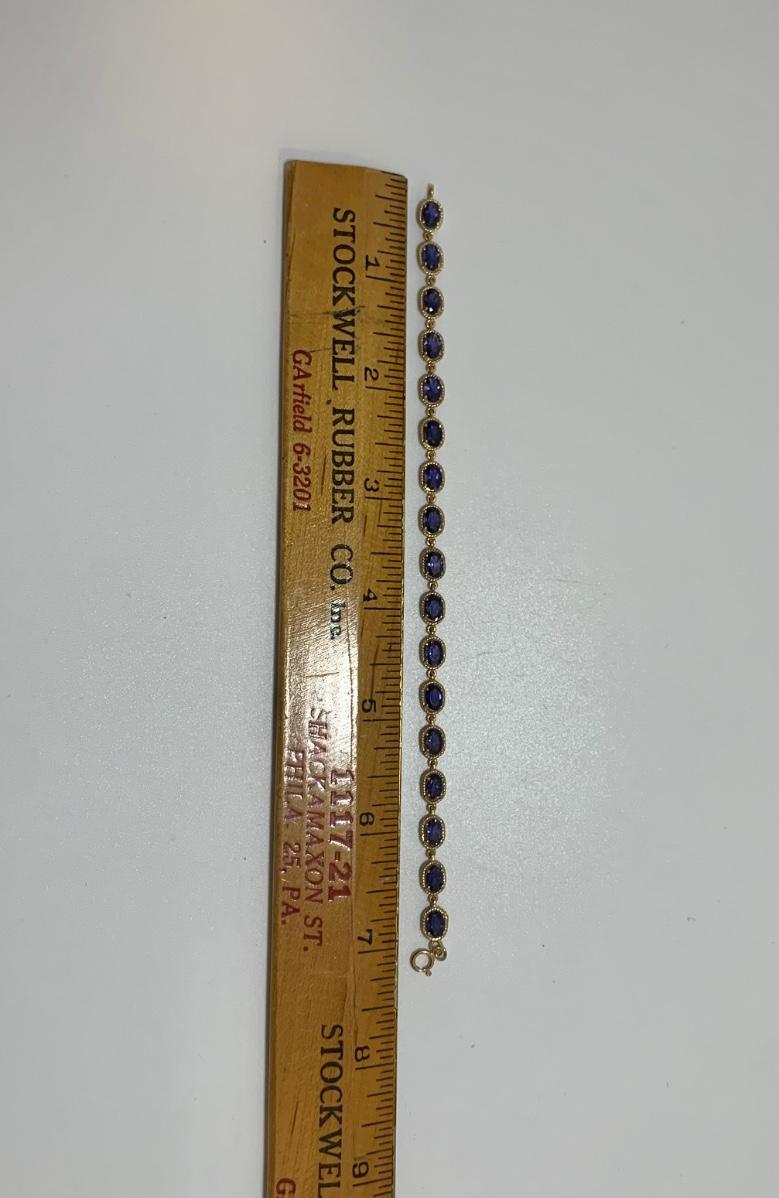 STOCKWELL RUBBER CO. Inc.
GArfield 6-3201
1117-21
SHACKAMAXON ST.
PHILA. 25, PA.
STOCKWEL
G
1
2
3
4
5
6
7
8
9